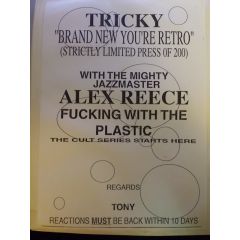 TRICKY
"BRAND NEW YOU'RE RETRO"
(STRICTLY LIMITED PRESS OF 200)
WITH THE MIGHTY
JAZZMASTER
ALEX REECE
FUCKING WITH THE
PLASTIC
THE CULT SERIES STARTS HERE
REGARDS
TONY
REACTIONS MUST BE BACK WITHIN 10 DAYS